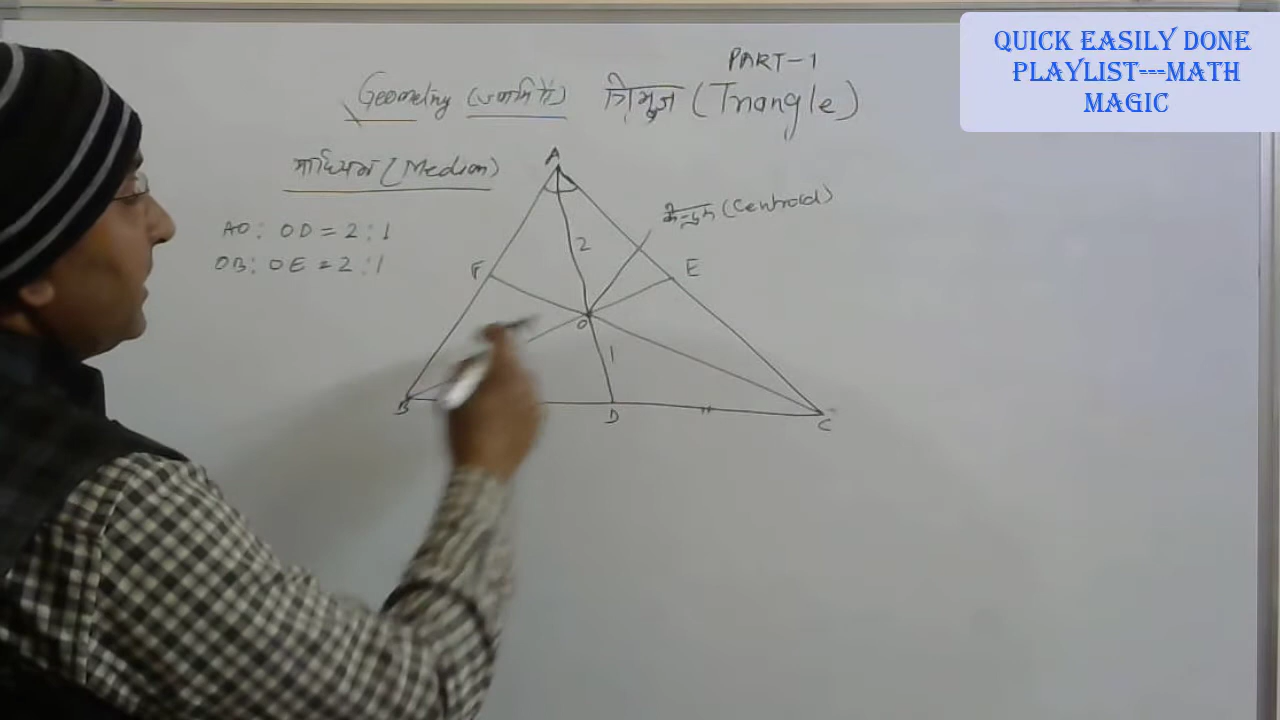 QUICK EASILY DONE
PLAYLIST---MATH
MAGIC
PART-1
Geometry (ज्यामिति) त्रिभुज (Triangle)
माध्यिका (Median)
A
केन्द्रक (Centroid)
AO : OD = 2 : 1
OB : OE = 2 : 1
2
F
E
O
1
B
D
C